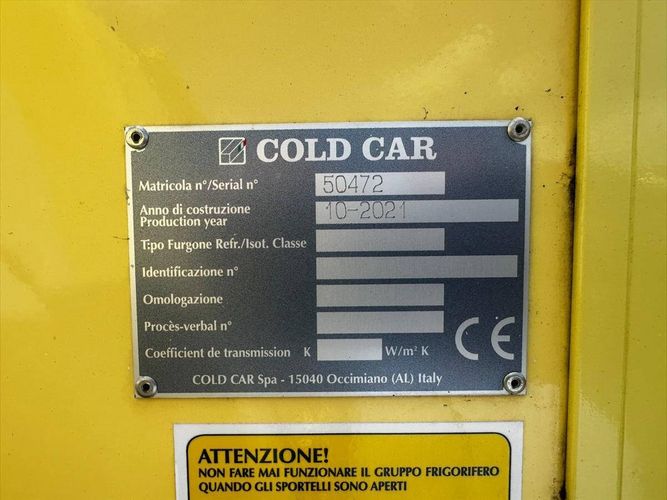 COLD CAR
Matricola n°/Serial n° 50472
Anno di costruzione
Production year 10-2021
Tipo Furgone Refr./Isot. Classe
Identificazione n°
Omologazione
Procès-verbal n°
Coefficient de transmission K W/m² K
CE
COLD CAR Spa - 15040 Occimiano (AL) Italy
ATTENZIONE!
NON FARE MAI FUNZIONARE IL GRUPPO FRIGORIFERO
QUANDO GLI SPORTELLI SONO APERTI